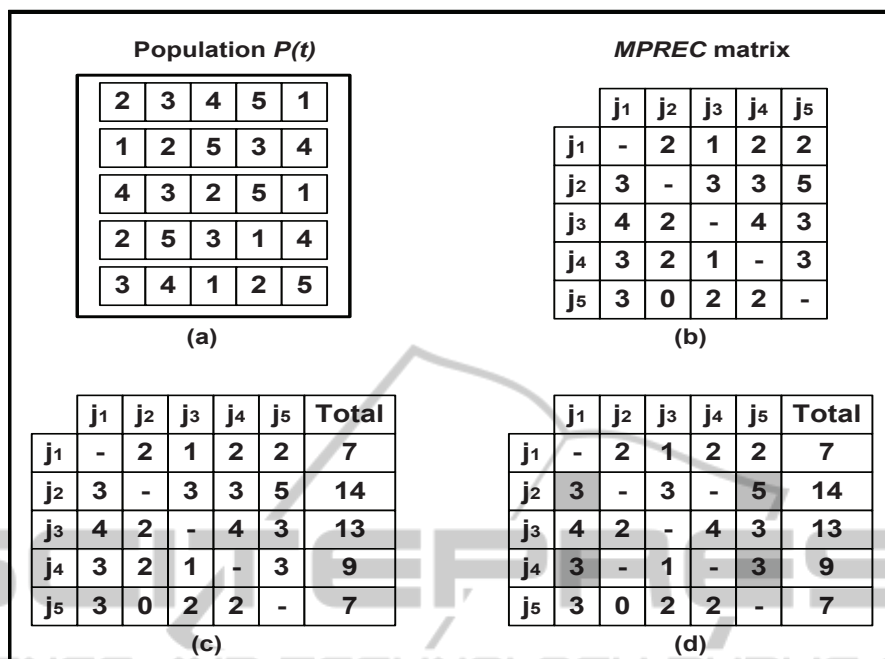 Population P(t)
2 3 4 5 1
1 2 5 3 4
4 3 2 5 1
2 5 3 1 4
3 4 1 2 5
(a)
MPREC matrix
j1 j2 j3 j4 j5
j1 - 2 1 2 2
j2 3 - 3 3 5
j3 4 2 - 4 3
j4 3 2 1 - 3
j5 3 0 2 2 -
(b)
j1 j2 j3 j4 j5 Total
j1 - 2 1 2 2 7
j2 3 - 3 3 5 14
j3 4 2 - 4 3 13
j4 3 2 1 - 3 9
j5 3 0 2 2 - 7
(c)
j1 j2 j3 j4 j5 Total
j1 - 2 1 2 2 7
j2 3 - 3 - 5 14
j3 4 2 - 4 3 13
j4 3 - 1 - 3 9
j5 3 0 2 2 - 7
(d)